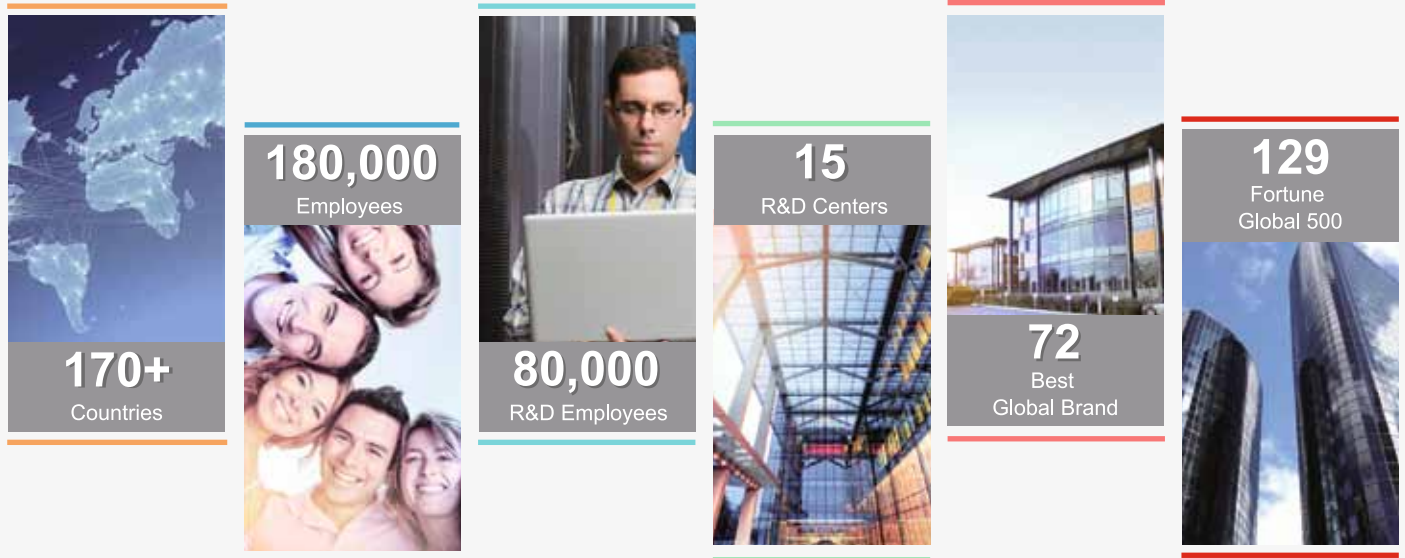 170+
Countries
180,000
Employees
80,000
R&D Employees
15
R&D Centers
72
Best
Global Brand
129
Fortune
Global 500